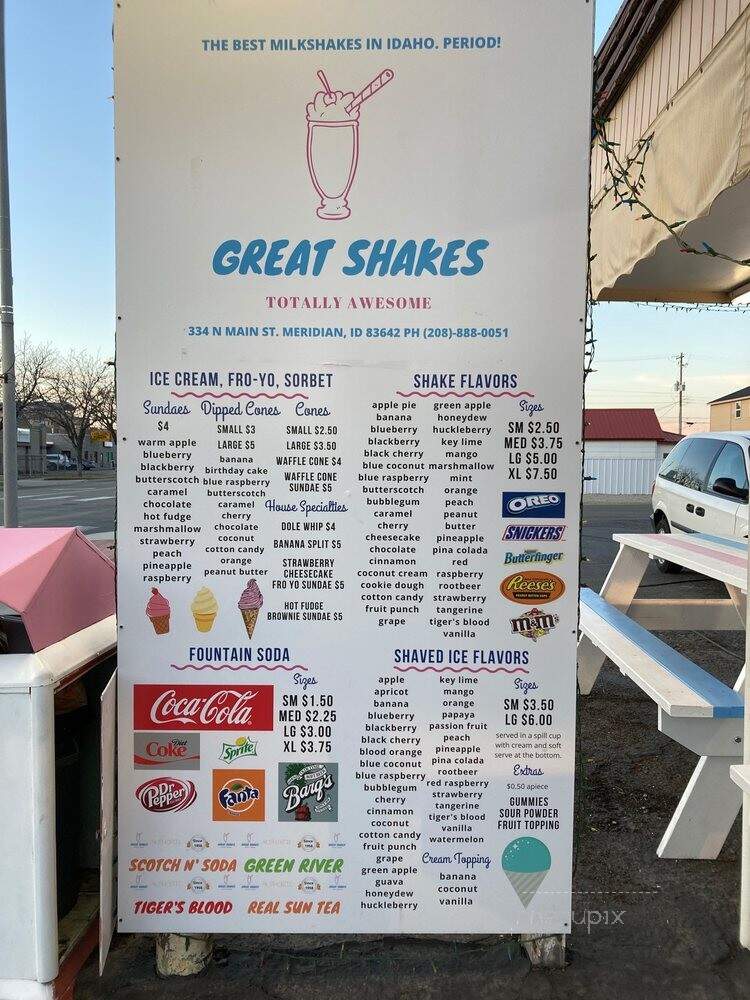 THE BEST MILKSHAKES IN IDAHO. PERIOD!
GREAT SHAKES
TOTALLY AWESOME
334 N MAIN ST. MERIDIAN, ID 83642 PH (208)-888-0051
ICE CREAM, FRO-YO, SORBET
Sundaes
$4
warm apple
blueberry
blackberry
butterscotch
caramel
chocolate
hot fudge
marshmallow
strawberry
peach
pineapple
raspberry
Dipped Cones
SMALL $3
LARGE $5
banana
birthday cake
blue raspberry
butterscotch
caramel
cherry
chocolate
coconut
cotton candy
orange
peanut butter
Cones
SMALL $2.50
LARGE $3.50
WAFFLE CONE $4
WAFFLE CONE
SUNDAE $5
House Specialties
DOLE WHIP $4
BANANA SPLIT $5
STRAWBERRY
CHEESECAKE
FRO YO SUNDAE $5
HOT FUDGE
BROWNIE SUNDAE $5
SHAKE FLAVORS
apple pie
banana
blueberry
blackberry
black cherry
blue coconut
blue raspberry
butterscotch
bubblegum
caramel
cherry
cheesecake
chocolate
cinnamon
coconut cream
cookie dough
cotton candy
fruit punch
grape
green apple
honeydew
huckleberry
key lime
mango
marshmallow
mint
orange
peach
peanut
butter
pineapple
pina colada
red
raspberry
rootbeer
strawberry
tangerine
tiger's blood
vanilla
Sizes
SM $2.50
MED $3.75
LG $5.00
XL $7.50
OREO
SNICKERS
Butterfinger
Reese's
m&m's
FOUNTAIN SODA
Coca-Cola
Diet
Coke
Sprite
Dr Pepper
Fanta
Barq's
Sizes
SM $1.50
MED $2.25
LG $3.00
XL $3.75
SCOTCH N' SODA
GREEN RIVER
TIGER'S BLOOD
REAL SUN TEA
SHAVED ICE FLAVORS
apple
apricot
banana
blueberry
blackberry
black cherry
blood orange
blue coconut
blue raspberry
bubblegum
cherry
cinnamon
coconut
cotton candy
fruit punch
grape
green apple
guava
honeydew
huckleberry
key lime
mango
orange
papaya
passion fruit
peach
pineapple
pina colada
rootbeer
red raspberry
strawberry
tangerine
tiger's blood
vanilla
watermelon
Cream Topping
banana
coconut
vanilla
Sizes
SM $3.50
LG $6.00
served in a spill cup
with cream and soft
serve at the bottom.
Extras
$0.50 apiece
GUMMIES
SOUR POWDER
FRUIT TOPPING